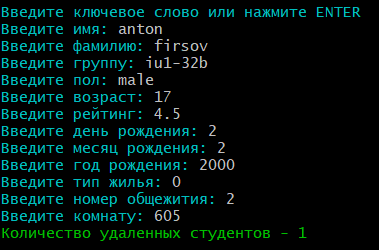 Введите ключевое слово или нажмите ENTER
Введите имя: anton
Введите фамилию: firsov
Введите группу: iu1-32b
Введите пол: male
Введите возраст: 17
Введите рейтинг: 4.5
Введите день рождения: 2
Введите месяц рождения: 2
Введите год рождения: 2000
Введите тип жилья: 0
Введите номер общежития: 2
Введите комнату: 605
Количество удаленных студентов - 1